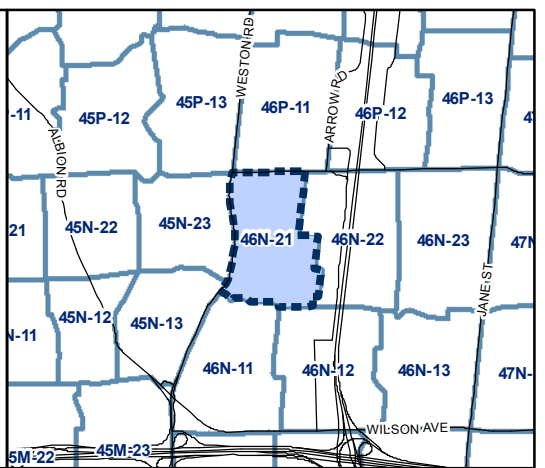 WESTON RD
ARROW RD
-11
45P-12
45P-13
46P-11
46P-12
46P-13
4
ALBION RD
21
45N-22
45N-23
46N-21
46N-22
46N-23
47N
JANE ST
N-11
45N-12
45N-13
46N-11
46N-12
46N-13
47N-
WILSON AVE
5M-22
45M-23